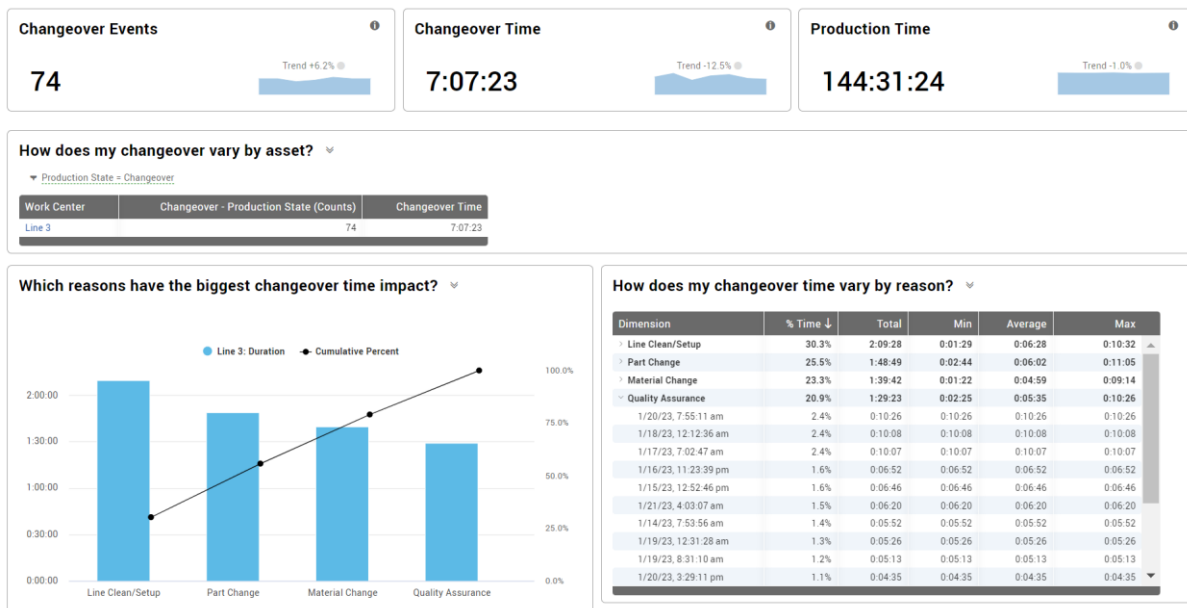 Changeover Events
74
Trend +6.2%
Changeover Time
7:07:23
Trend -12.5%
Production Time
144:31:24
Trend -1.0%
How does my changeover vary by asset?
Production State = Changeover
Work Center Changeover - Production State (Counts) Changeover Time
Line 3 74 7:07:23
Which reasons have the biggest changeover time impact?
Line 3: Duration Cumulative Percent
100.0%
2:00:00
75.0%
1:30:00
50.0%
1:00:00
25.0%
0:30:00
0:00:00 0.0%
Line Clean/Setup Part Change Material Change Quality Assurance
How does my changeover time vary by reason?
Dimension % Time ↓ Total Min Average Max
Line Clean/Setup 30.3% 2:09:28 0:01:29 0:06:28 0:10:32
Part Change 25.5% 1:48:49 0:02:44 0:06:02 0:11:05
Material Change 23.3% 1:39:42 0:01:22 0:04:59 0:09:14
Quality Assurance 20.9% 1:29:23 0:02:25 0:05:35 0:10:26
1/20/23, 7:55:11 am 2.4% 0:10:26 0:10:26 0:10:26 0:10:26
1/18/23, 12:12:36 am 2.4% 0:10:08 0:10:08 0:10:08 0:10:08
1/17/23, 7:02:47 am 2.4% 0:10:07 0:10:07 0:10:07 0:10:07
1/16/23, 11:23:39 pm 1.6% 0:06:52 0:06:52 0:06:52 0:06:52
1/15/23, 12:52:46 pm 1.6% 0:06:46 0:06:46 0:06:46 0:06:46
1/21/23, 4:03:07 am 1.5% 0:06:20 0:06:20 0:06:20 0:06:20
1/14/23, 7:53:56 am 1.4% 0:05:52 0:05:52 0:05:52 0:05:52
1/19/23, 12:31:28 am 1.3% 0:05:26 0:05:26 0:05:26 0:05:26
1/19/23, 8:31:10 am 1.2% 0:05:13 0:05:13 0:05:13 0:05:13
1/20/23, 3:29:11 pm 1.1% 0:04:35 0:04:35 0:04:35 0:04:35